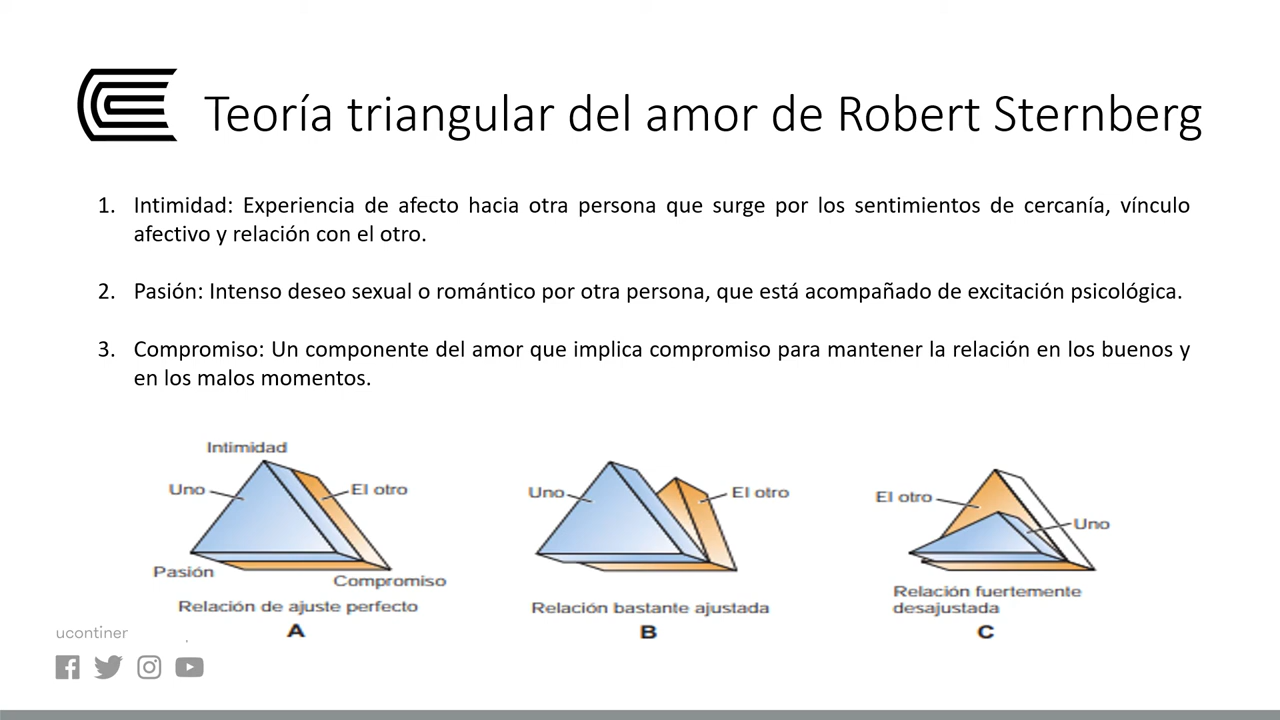 Teoría triangular del amor de Robert Sternberg
1. Intimidad: Experiencia de afecto hacia otra persona que surge por los sentimientos de cercanía, vínculo
afectivo y relación con el otro.
2. Pasión: Intenso deseo sexual o romántico por otra persona, que está acompañado de excitación psicológica.
3. Compromiso: Un componente del amor que implica compromiso para mantener la relación en los buenos y
en los malos momentos.
Intimidad
Uno
El otro
Pasión
Compromiso
Relación de ajuste perfecto
A
Uno
El otro
Relación bastante ajustada
B
El otro
Uno
Relación fuertemente
desajustada
C
ucontiner